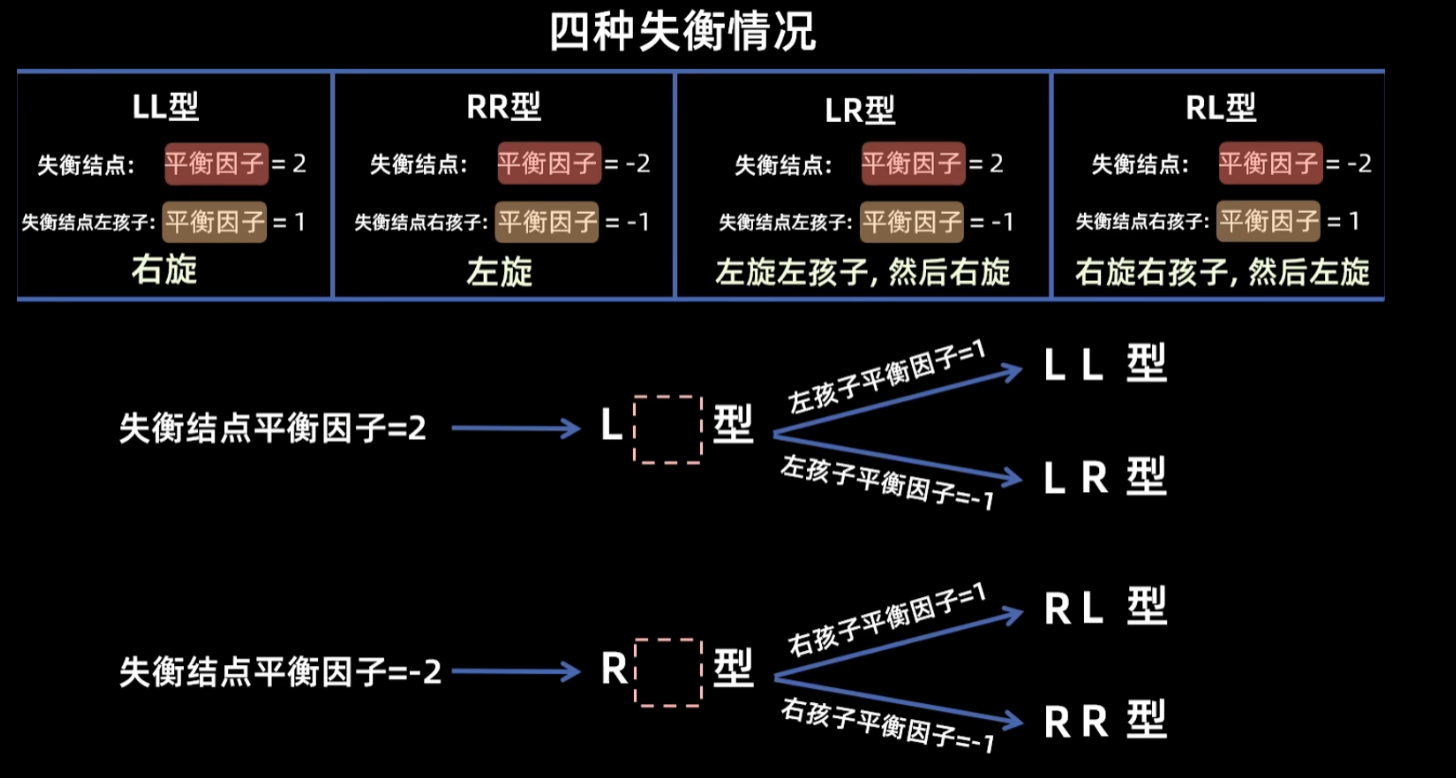 四种失衡情况
LL型
失衡结点: 平衡因子 = 2
失衡结点左孩子: 平衡因子 = 1
右旋
RR型
失衡结点: 平衡因子 = -2
失衡结点右孩子: 平衡因子 = -1
左旋
LR型
失衡结点: 平衡因子 = 2
失衡结点左孩子: 平衡因子 = -1
左旋左孩子, 然后右旋
RL型
失衡结点: 平衡因子 = -2
失衡结点右孩子: 平衡因子 = 1
右旋右孩子, 然后左旋
失衡结点平衡因子=2
L 型
左孩子平衡因子=1
L L 型
左孩子平衡因子=-1
L R 型
失衡结点平衡因子=-2
R 型
右孩子平衡因子=1
R L 型
右孩子平衡因子=-1
R R 型